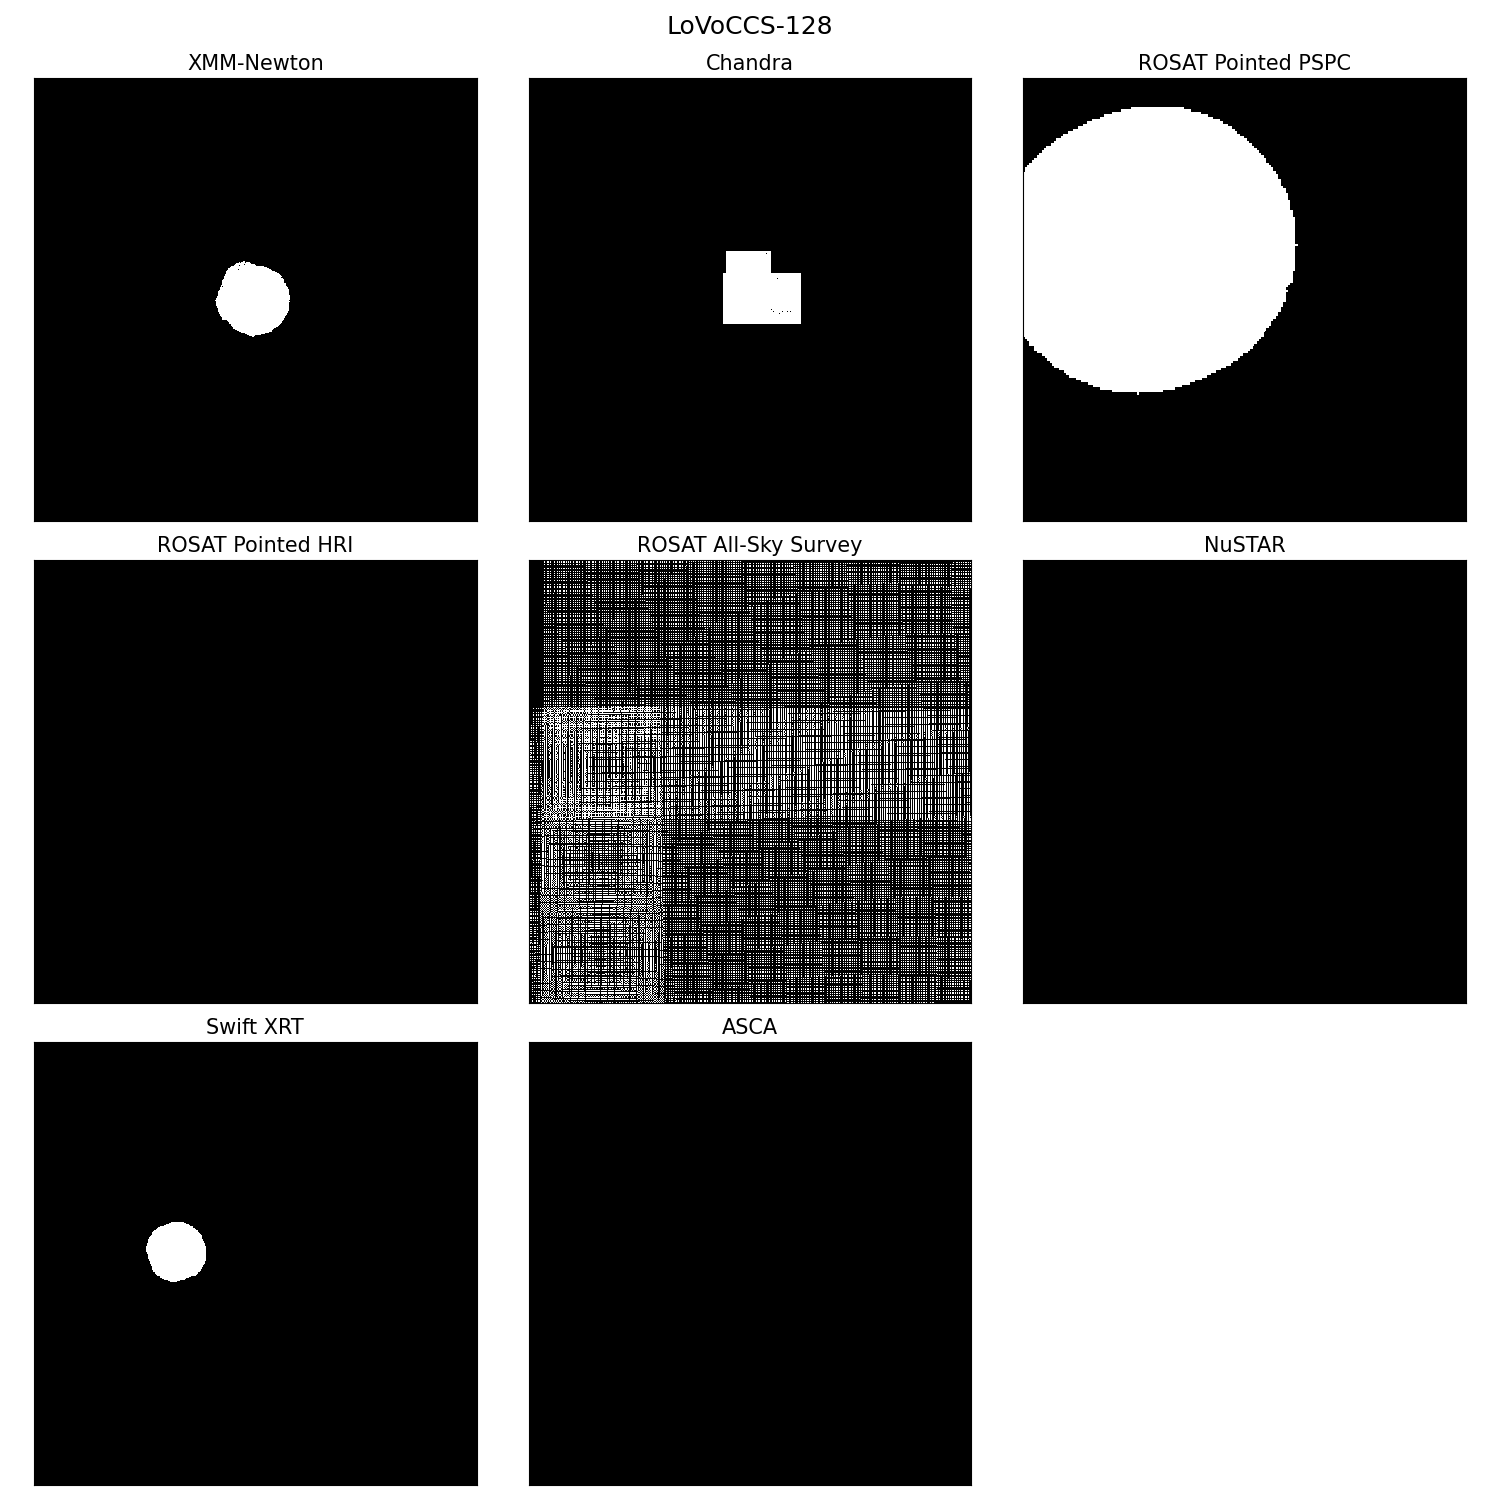 LoVoCCS-128
XMM-Newton
Chandra
ROSAT Pointed PSPC
ROSAT Pointed HRI
ROSAT All-Sky Survey
NuSTAR
Swift XRT
ASCA